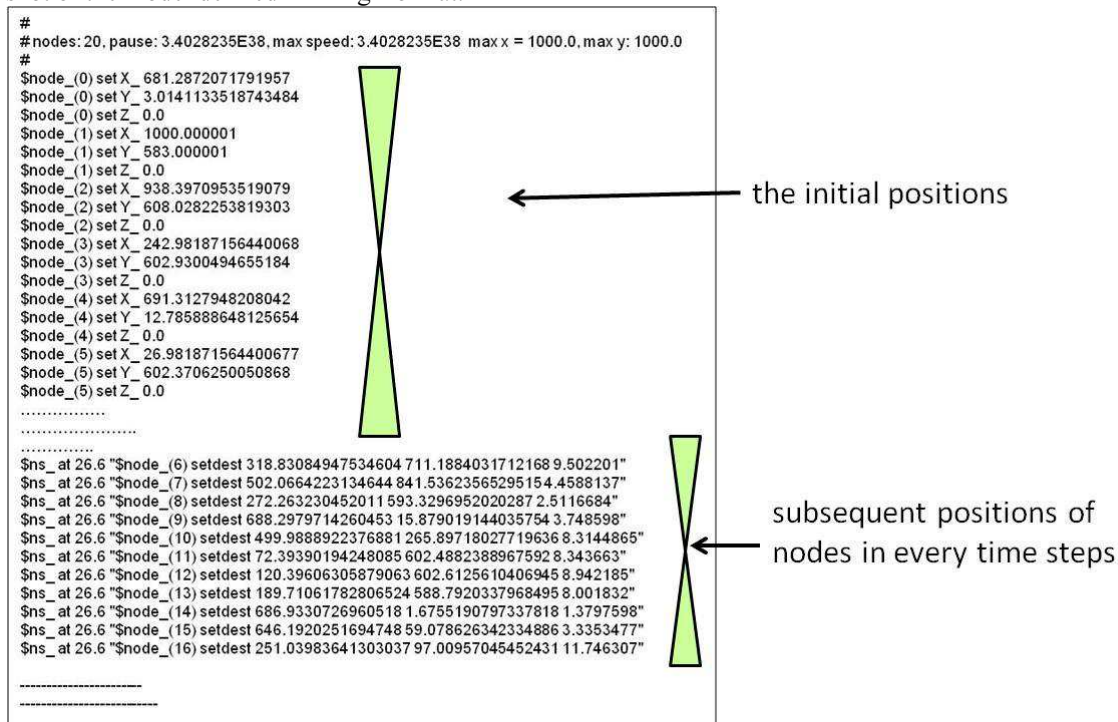 #
# nodes: 20, pause: 3.4028235E38, max speed: 3.4028235E38 max x = 1000.0, max y: 1000.0
#
$node_(0) set X_ 681.2872071791957
$node_(0) set Y_ 3.0141133518743484
$node_(0) set Z_ 0.0
$node_(1) set X_ 1000.000001
$node_(1) set Y_ 583.000001
$node_(1) set Z_ 0.0
$node_(2) set X_ 938.3970953519079
$node_(2) set Y_ 608.0282253819303
$node_(2) set Z_ 0.0
$node_(3) set X_ 242.98187156440068
$node_(3) set Y_ 602.9300494655184
$node_(3) set Z_ 0.0
$node_(4) set X_ 691.3127948208042
$node_(4) set Y_ 12.785888648125654
$node_(4) set Z_ 0.0
$node_(5) set X_ 26.981871564400677
$node_(5) set Y_ 602.3706250050868
$node_(5) set Z_ 0.0
................
......................
..............
the initial positions
$ns_ at 26.6 "$node_(6) setdest 318.83084947534604 711.1884031712168 9.502201"
$ns_ at 26.6 "$node_(7) setdest 502.0664223134644 841.5362356529515 4.4588137"
$ns_ at 26.6 "$node_(8) setdest 272.263230452011 593.3296952020287 2.5116684"
$ns_ at 26.6 "$node_(9) setdest 688.2979714260453 15.879019144035754 3.748598"
$ns_ at 26.6 "$node_(10) setdest 499.9888922376881 265.89718027719636 8.3144865"
$ns_ at 26.6 "$node_(11) setdest 72.39390194248085 602.4882388967592 8.343663"
$ns_ at 26.6 "$node_(12) setdest 120.39606305879063 602.6125610406945 8.942185"
$ns_ at 26.6 "$node_(13) setdest 189.71061782806524 588.7920337968495 8.001832"
$ns_ at 26.6 "$node_(14) setdest 686.9330726960518 1.6755190797337818 1.3797598"
$ns_ at 26.6 "$node_(15) setdest 646.1920251694748 59.078626342334886 3.3353477"
$ns_ at 26.6 "$node_(16) setdest 251.03983641303037 97.00957045452431 11.746307"
-----------------------
--------------------------
subsequent positions of
nodes in every time steps